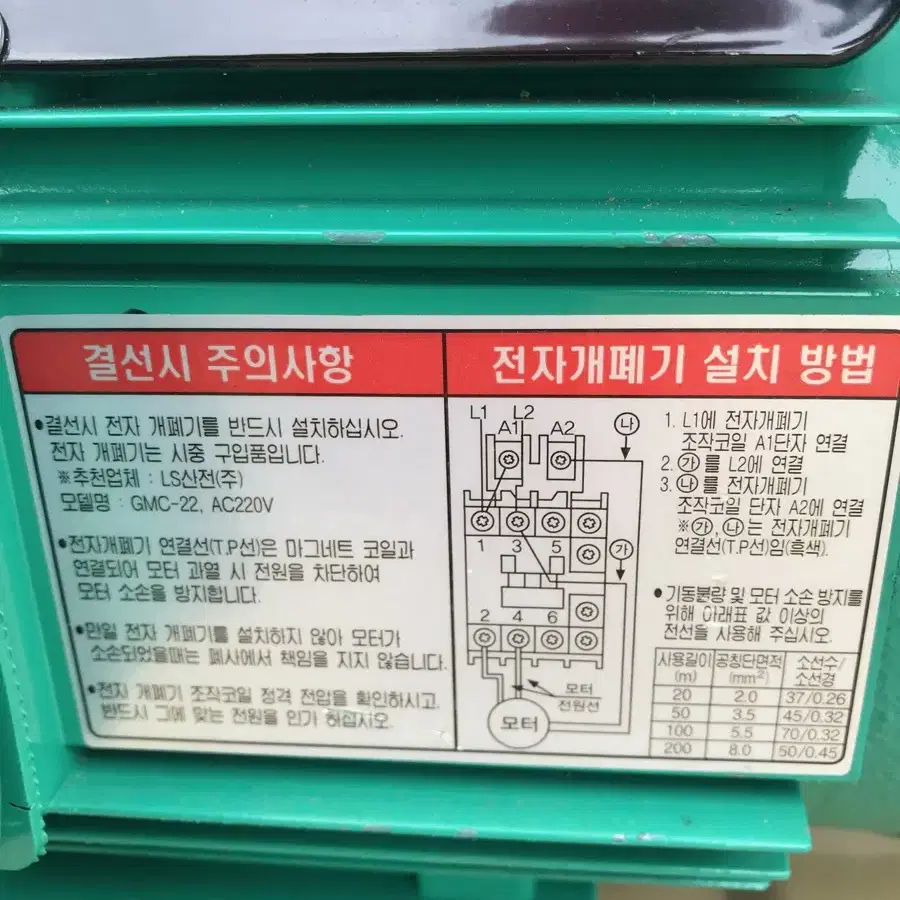 결선시 주의사항
•결선시 전자 개폐기를 반드시 설치하십시오.
전자 개폐기는 시중 구입품입니다.
※추천업체 : LS산전(주)
모델명 : GMC-22, AC220V
•전자개폐기 연결선(T.P선)은 마그네트 코일과
연결되어 모터 과열 시 전원을 차단하여
모터 소손을 방지합니다.
•만일 전자 개폐기를 설치하지 않아 모터가
소손되었을때는 폐사에서 책임을 지지 않습니다.
•전자 개폐기 조작코일 정격 전압을 확인하시고
반드시 그에 맞는 전원을 인가 하십시오.
전자개폐기 설치 방법
L1 L2
A1 A2
㉯
1 3 5
㉮
2 4 6
모터
전원선
모터
1. L1에 전자개폐기
조작코일 A1단자 연결
2. ㉮를 L2에 연결
3. ㉯를 전자개폐기
조작코일 단자 A2에 연결
※㉮, ㉯는 전자개폐기
연결선(T.P선)임(흑색).
•기동불량 및 모터 소손 방지를
위해 아래표 값 이상의
전선을 사용해 주십시오.
사용길이(m) 공칭단면적(mm²) 소선수/소선경
20 2.0 37/0.26
50 3.5 45/0.32
100 5.5 70/0.32
200 8.0 50/0.45